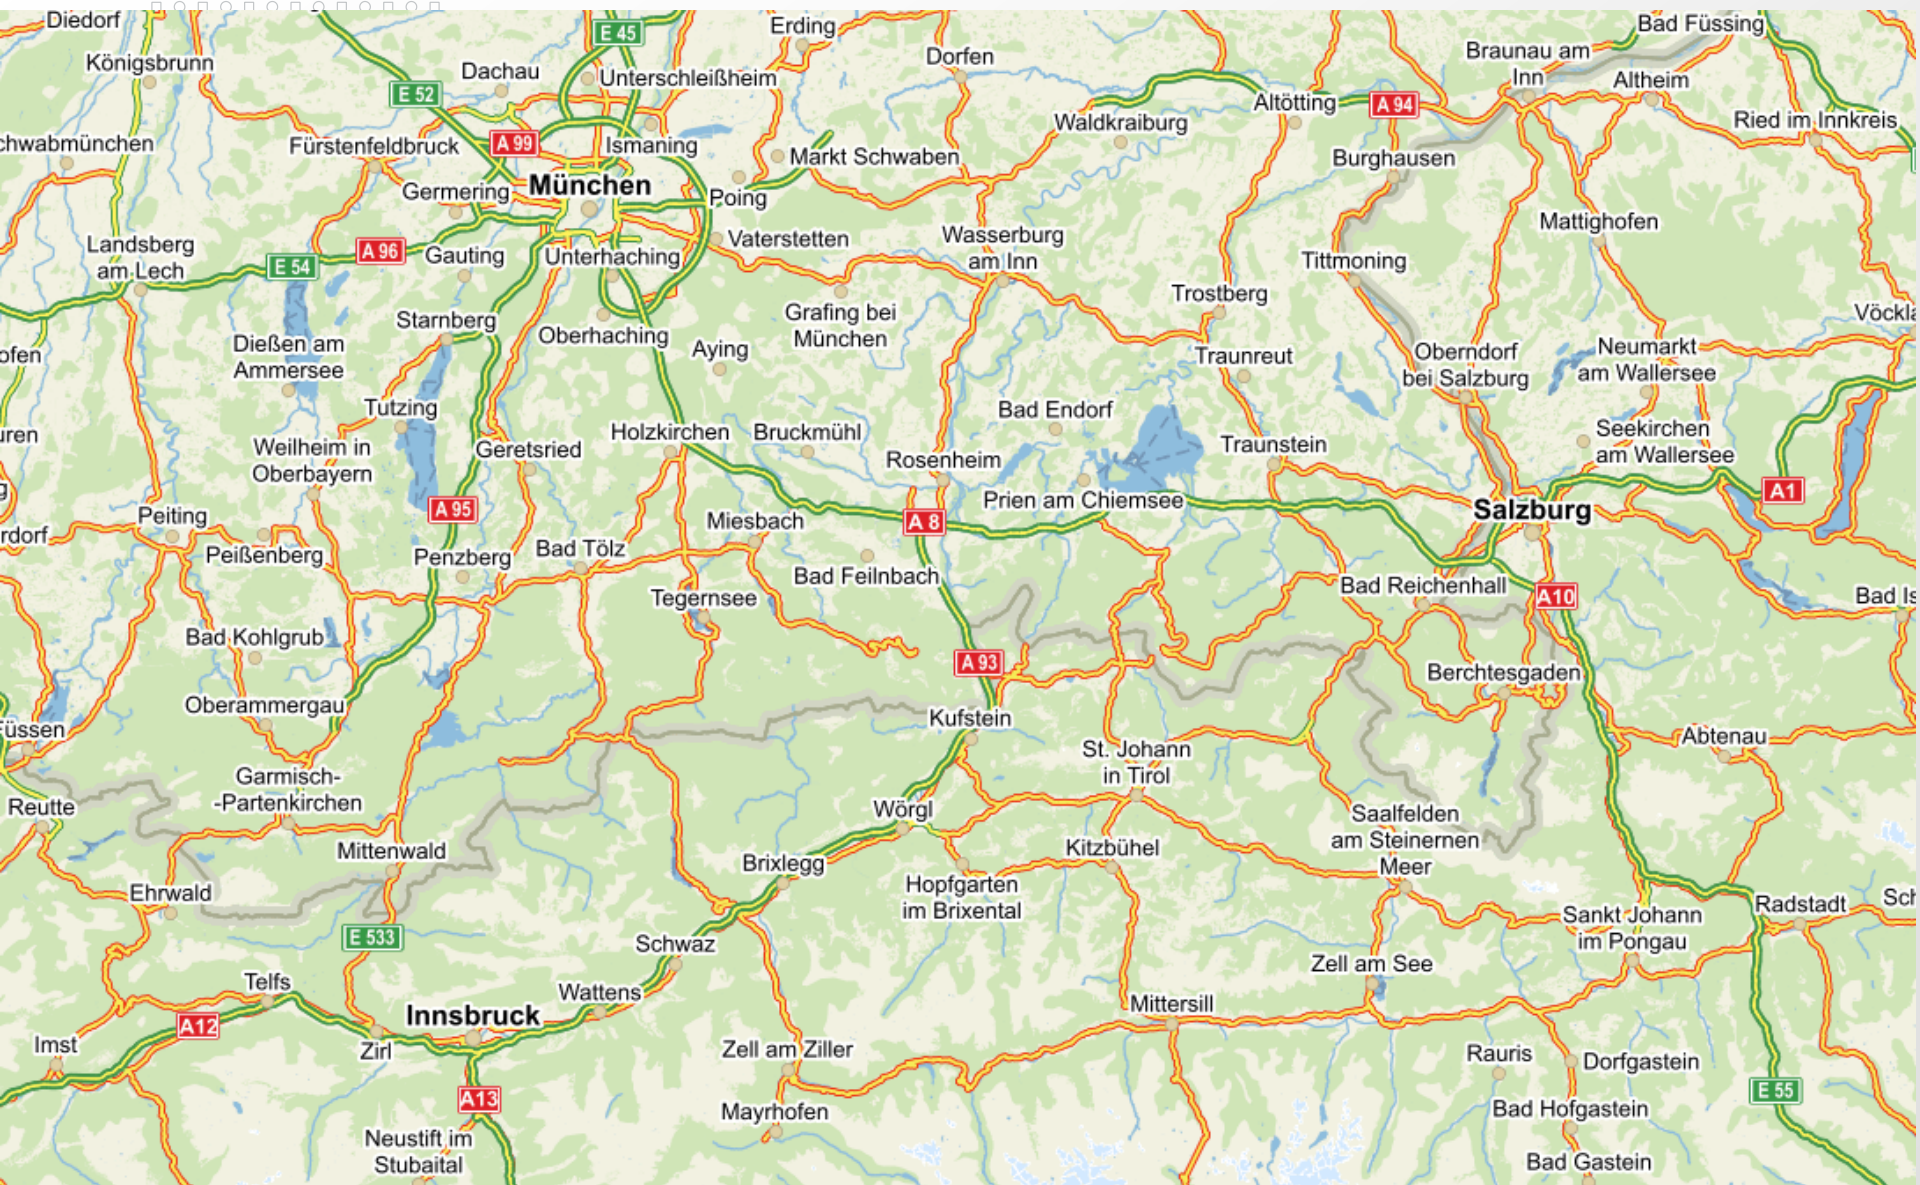 Diedorf
Königsbrunn
E 45
Erding
Dorfen
Bad Füssing
Braunau am
Inn
Altheim
Dachau
Unterschleißheim
E 52
Altötting
A 94
Waldkraiburg
Ried im Innkreis
chwabmünchen
Fürstenfeldbruck
A 99
Ismaning
Markt Schwaben
Burghausen
München
Germering
Poing
Mattighofen
Landsberg
am Lech
A 96
E 54
Gauting
Unterhaching
Vaterstetten
Wasserburg
am Inn
Tittmoning
Trostberg
Starnberg
Oberhaching
Grafing bei
München
Vöckla
ofen
Dießen am
Ammersee
Aying
Traunreut
Oberndorf
bei Salzburg
Neumarkt
am Wallersee
Tutzing
Bad Endorf
uren
Weilheim in
Oberbayern
Geretsried
Holzkirchen
Bruckmühl
Rosenheim
Traunstein
Seekirchen
am Wallersee
g
A 95
Prien am Chiemsee
A1
Salzburg
rdorf
Peiting
Peißenberg
Penzberg
Bad Tölz
Miesbach
A 8
Bad Feilnbach
Bad Reichenhall
A10
Bad Is
Tegernsee
Bad Kohlgrub
A 93
Berchtesgaden
Oberammergau
Füssen
Kufstein
St. Johann
in Tirol
Abtenau
Garmisch-
-Partenkirchen
Reutte
Wörgl
Saalfelden
am Steinernen
Meer
Mittenwald
Brixlegg
Kitzbühel
Ehrwald
Hopfgarten
im Brixental
Radstadt
Sch
Sankt Johann
im Pongau
E 533
Schwaz
Zell am See
Telfs
Wattens
Mittersill
A12
Innsbruck
Imst
Zirl
Zell am Ziller
Rauris
Dorfgastein
A13
E 55
Mayrhofen
Bad Hofgastein
Neustift im
Stubaital
Bad Gastein